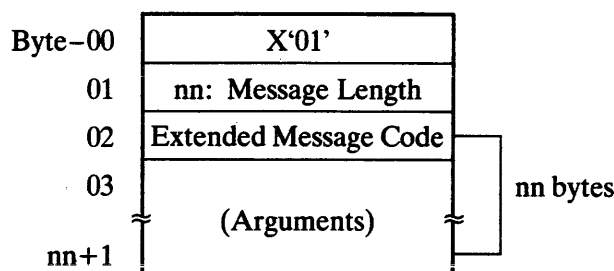 Byte–00 X‘01’
01 nn: Message Length
02 Extended Message Code
03
nn bytes
(Arguments)
nn+1